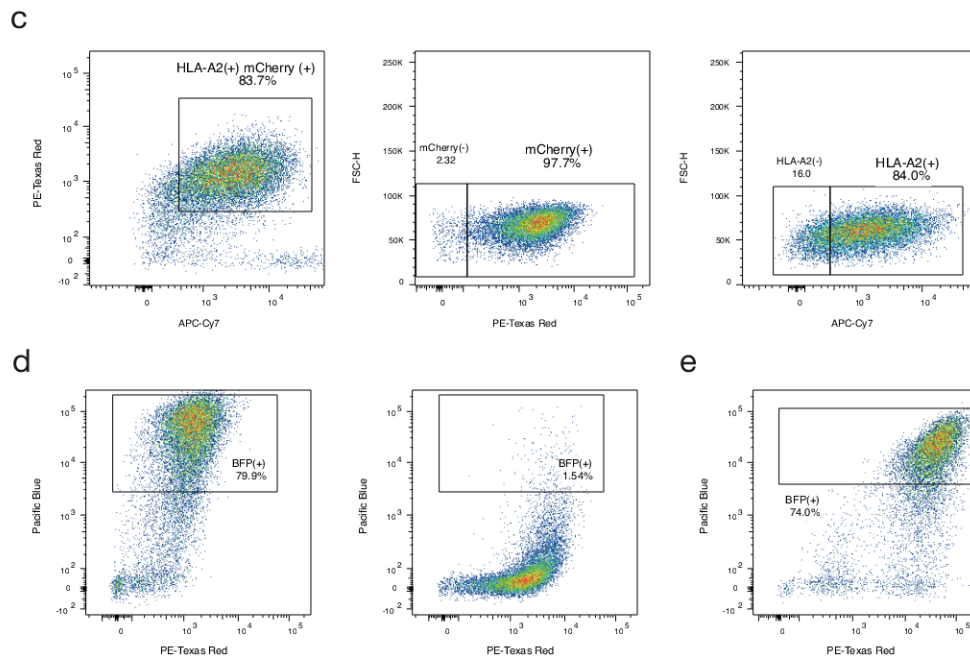 c
HLA-A2(+) mCherry (+)
83.7%
PE-Texas Red
10 5
10 4
10 3
10 2
0
-10 2
0
10 3
10 4
APC-Cy7
FSC-H
250K
200K
150K
100K
50K
0
mCherry(-)
2.32
mCherry(+)
97.7%
0
10 3
10 4
10 5
PE-Texas Red
FSC-H
250K
200K
150K
100K
50K
0
HLA-A2(-)
16.0
HLA-A2(+)
84.0%
0
10 3
10 4
APC-Cy7
d
Pacific Blue
10 5
10 4
10 3
10 2
0
-10 2
BFP(+)
79.9%
0
10 3
10 4
10 5
PE-Texas Red
Pacific Blue
10 5
10 4
10 3
10 2
0
-10 2
BFP(+)
1.54%
0
10 3
10 4
10 5
PE-Texas Red
e
Pacific Blue
10 5
10 4
10 3
10 2
0
-10 2
BFP(+)
74.0%
0
10 3
10 4
10 5
PE-Texas Red